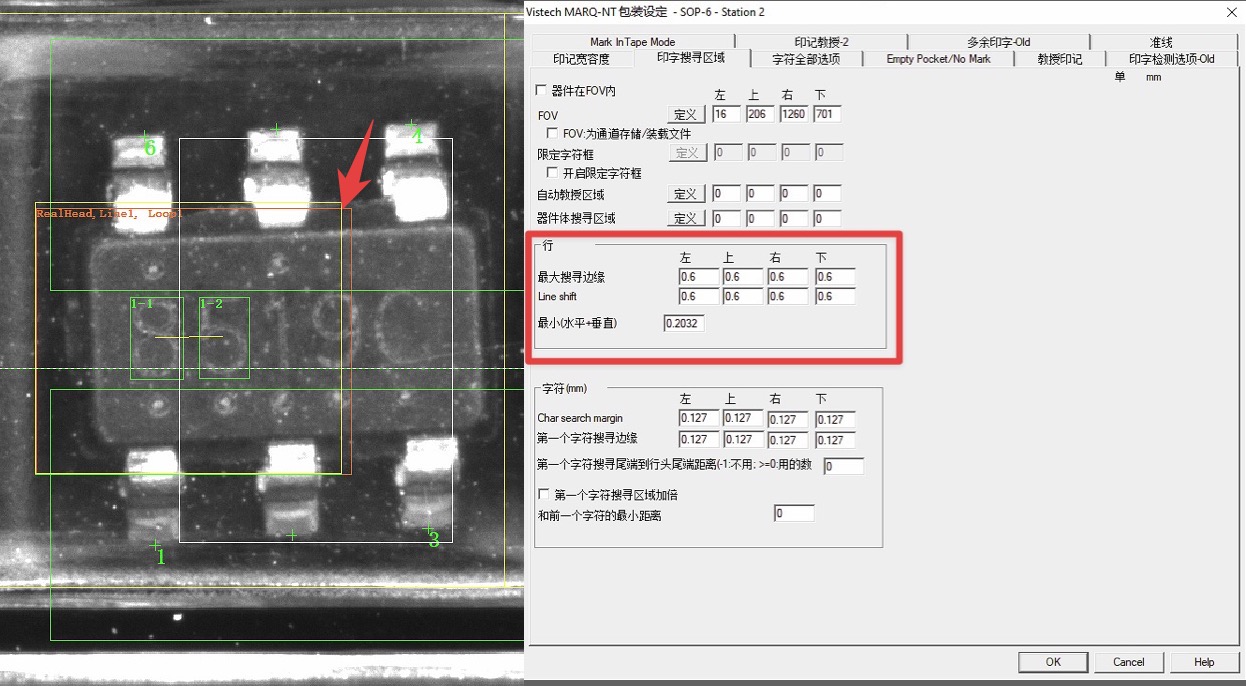 Vistech MARQ-NT 包装设定 - SOP-6 - Station 2
Mark InTape Mode 印记教授-2 多余印字-Old 准线
印记宽容度 印字搜寻区域 字符全部选项 Empty Pocket/No Mark 教授印记 印字检测选项-Old
单 mm
器件在FOV内
左 上 右 下
FOV 定义 16 206 1260 701
FOV:为通道存储/装载文件
限定字符框 定义 0 0 0 0
开启限定字符框
自动教授区域 定义 0 0 0 0
器件体搜寻区域 定义 0 0 0 0
行
左 上 右 下
最大搜寻边缘 0.6 0.6 0.6 0.6
Line shift 0.6 0.6 0.6 0.6
最小(水平+垂直) 0.2032
字符(mm)
左 上 右 下
Char search margin 0.127 0.127 0.127 0.127
第一个字符搜寻边缘 0.127 0.127 0.127 0.127
第一个字符搜寻尾端到行头尾端距离(-1:不用; >=0:用的数 0
第一个字符搜寻区域加倍
和前一个字符的最小距离 0
OK Cancel Help
6 4
RealHead, Line1, Loop1
1-1 1-2
8519C
1 3